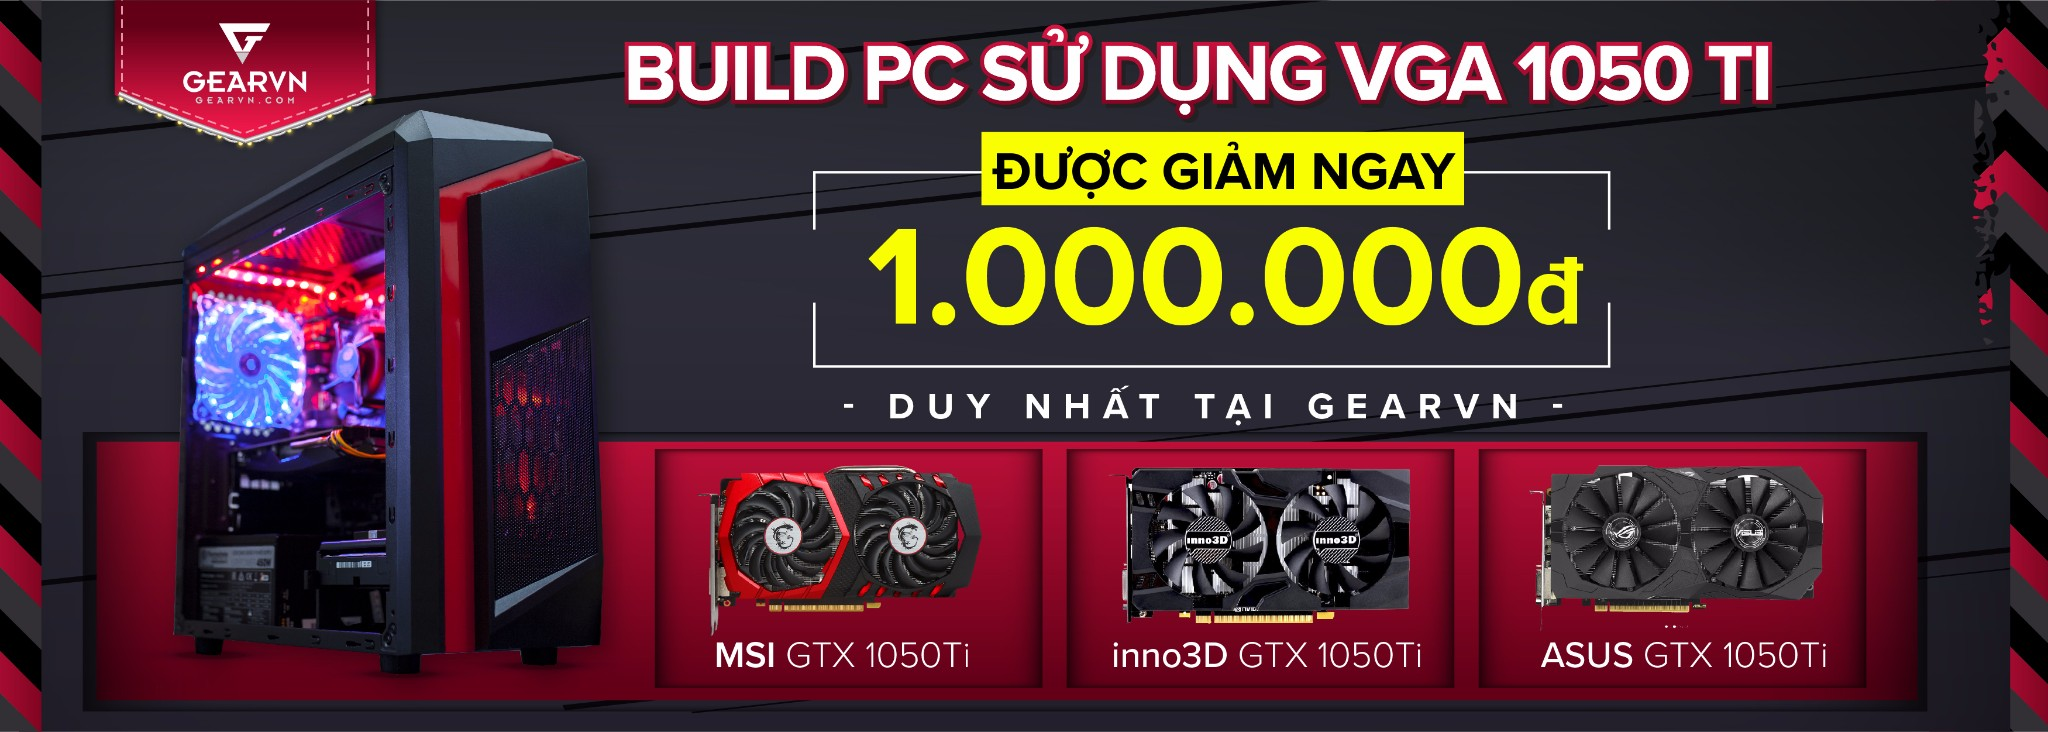 GEARVN
GEARVN.COM
BUILD PC SỬ DỤNG VGA 1050 TI
ĐƯỢC GIẢM NGAY
1.000.000đ
- DUY NHẤT TẠI GEARVN -
inno3D
inno3D
ASUS
MSI GTX 1050Ti
inno3D GTX 1050Ti
ASUS GTX 1050Ti